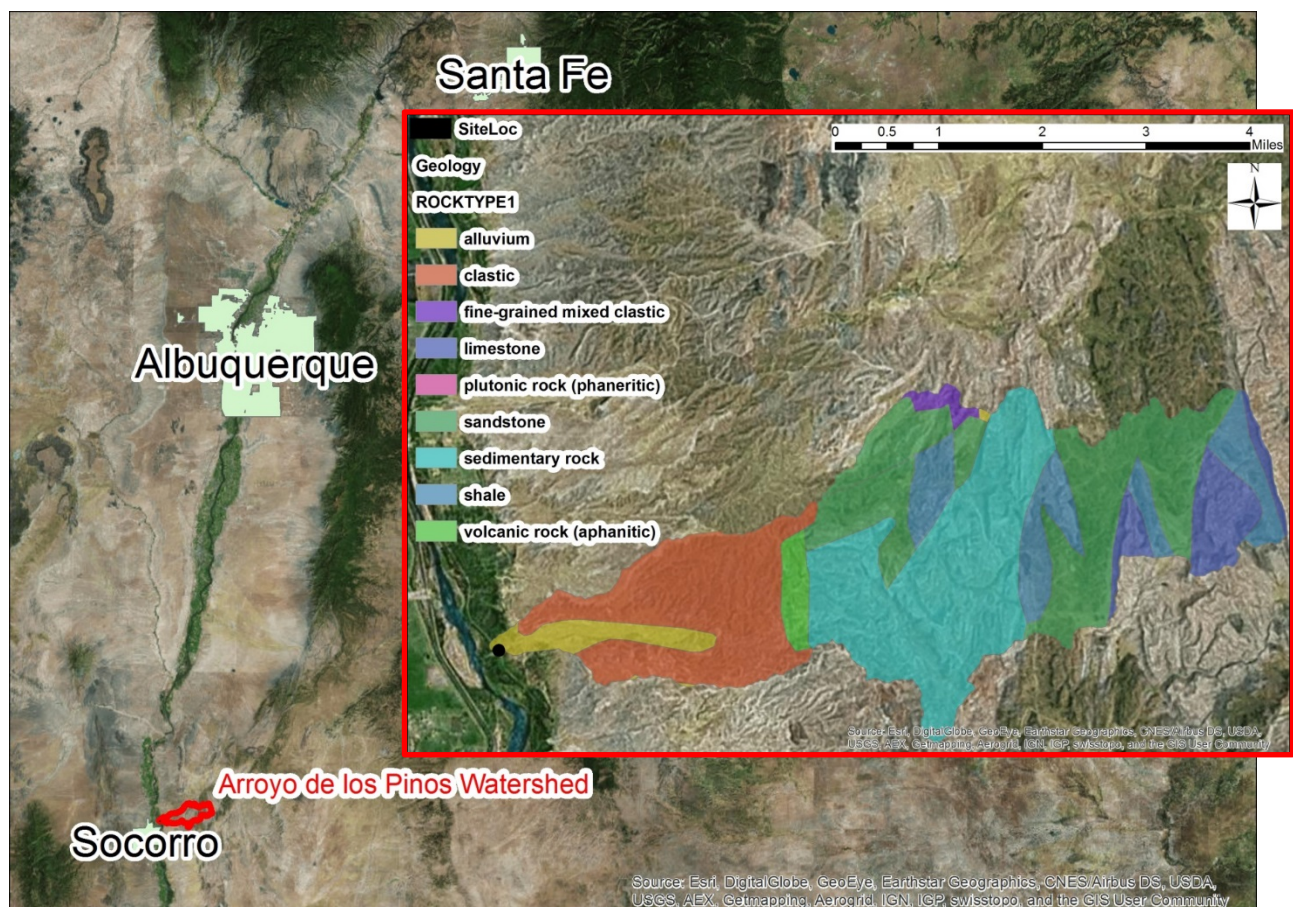 Santa Fe
Albuquerque
SiteLoc
Geology
ROCKTYPE1
alluvium
clastic
fine-grained mixed clastic
limestone
plutonic rock (phaneritic)
sandstone
sedimentary rock
shale
volcanic rock (aphanitic)
0 0.5 1 2 3 4
Miles
N
Source: Esri, DigitalGlobe, GeoEye, Earthstar Geographics, CNES/Airbus DS, USDA,
USGS, AEX, Getmapping, Aerogrid, IGN, IGP, swisstopo, and the GIS User Community
Arroyo de los Pinos Watershed
Socorro
Source: Esri, DigitalGlobe, GeoEye, Earthstar Geographics, CNES/Airbus DS, USDA,
USGS, AEX, Getmapping, Aerogrid, IGN, IGP, swisstopo, and the GIS User Community